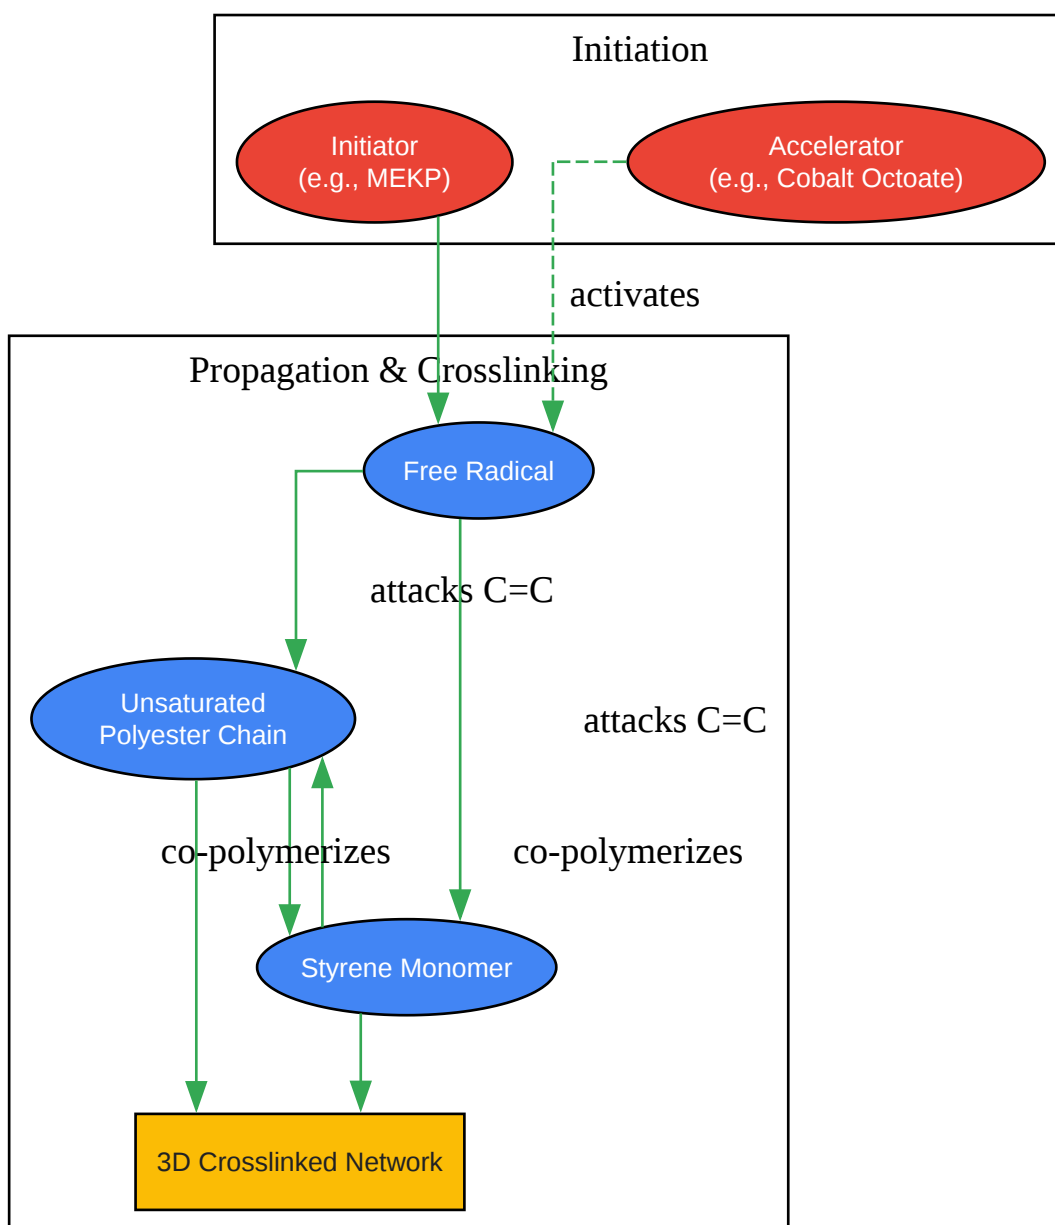 Initiation
Initiator
(e.g., MEKP)
Accelerator
(e.g., Cobalt Octoate)
activates
Propagation & Crosslinking
Free Radical
attacks C=C
Unsaturated
Polyester Chain
attacks C=C
co-polymerizes
co-polymerizes
Styrene Monomer
3D Crosslinked Network